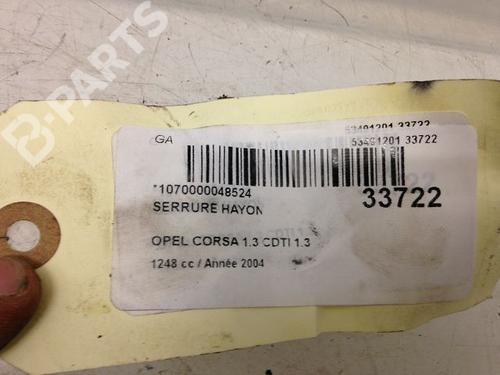 B-PARTS
GA
53491201 33722
53491201 33722
*1070000048524
33722
SERRURE HAYON
OPEL CORSA 1.3 CDTI 1.3
1248 cc / Année 2004